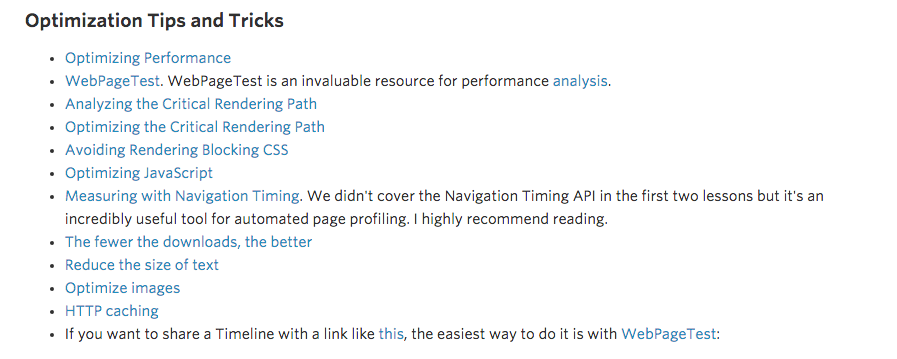 Optimization Tips and Tricks
• Optimizing Performance
• WebPageTest. WebPageTest is an invaluable resource for performance analysis.
• Analyzing the Critical Rendering Path
• Optimizing the Critical Rendering Path
• Avoiding Rendering Blocking CSS
• Optimizing JavaScript
• Measuring with Navigation Timing. We didn't cover the Navigation Timing API in the first two lessons but it's an
incredibly useful tool for automated page profiling. I highly recommend reading.
• The fewer the downloads, the better
• Reduce the size of text
• Optimize images
• HTTP caching
• If you want to share a Timeline with a link like this, the easiest way to do it is with WebPageTest: